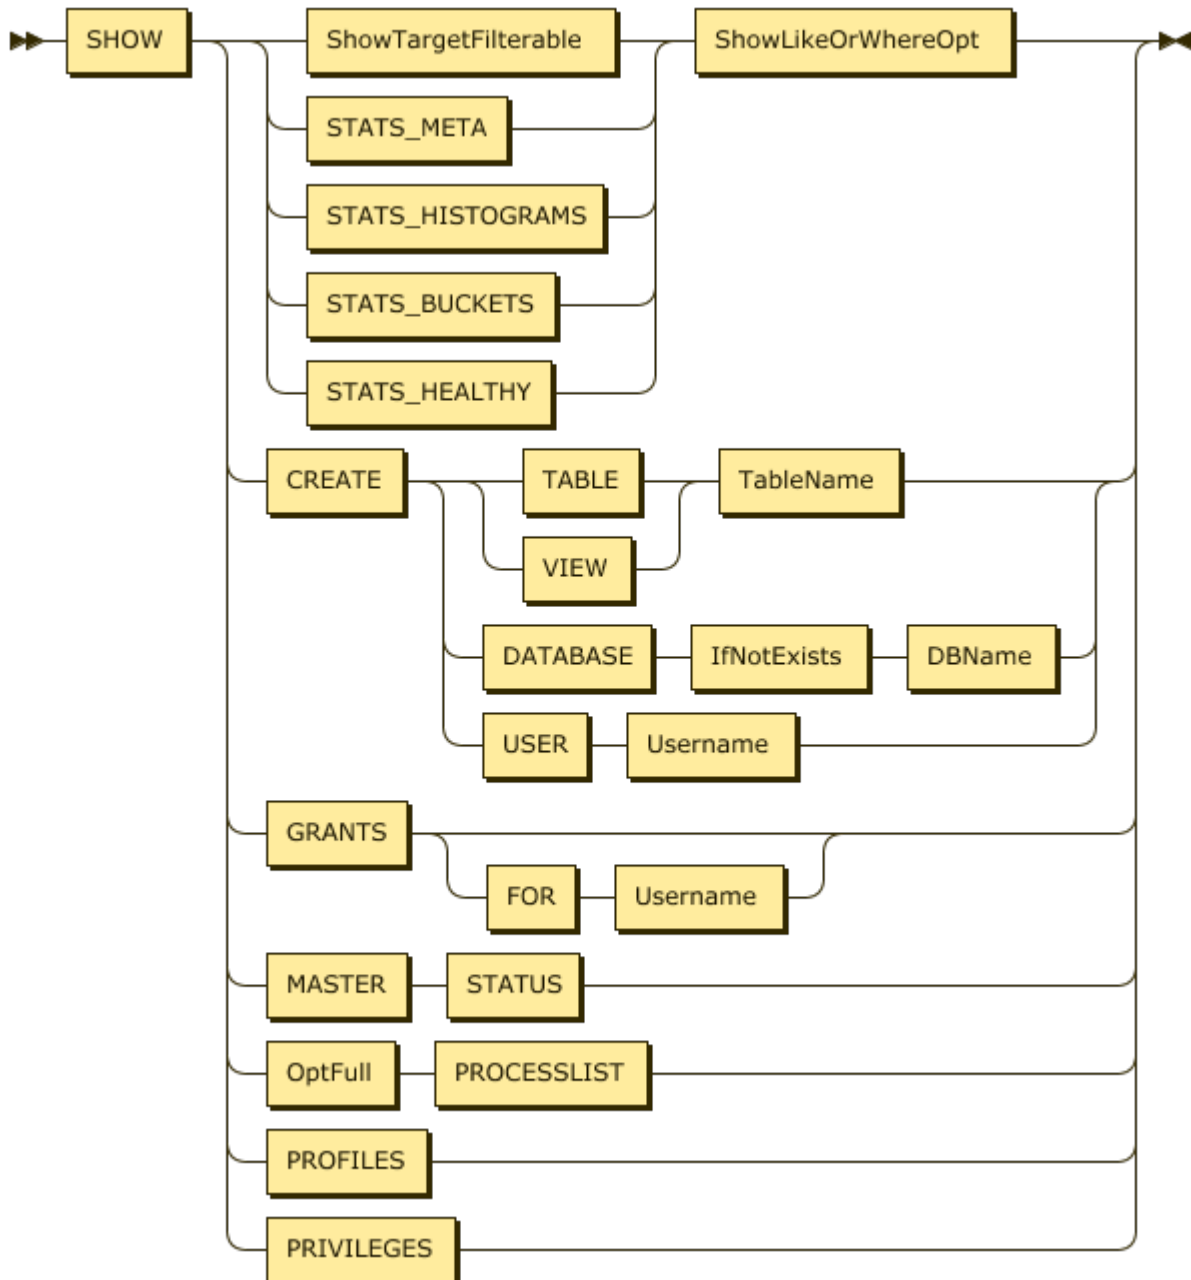 SHOW ShowTargetFilterable ShowLikeOrWhereOpt
STATS_META
STATS_HISTOGRAMS
STATS_BUCKETS
STATS_HEALTHY
CREATE TABLE TableName
VIEW
DATABASE IfNotExists DBName
USER Username
GRANTS
FOR Username
MASTER STATUS
OptFull PROCESSLIST
PROFILES
PRIVILEGES